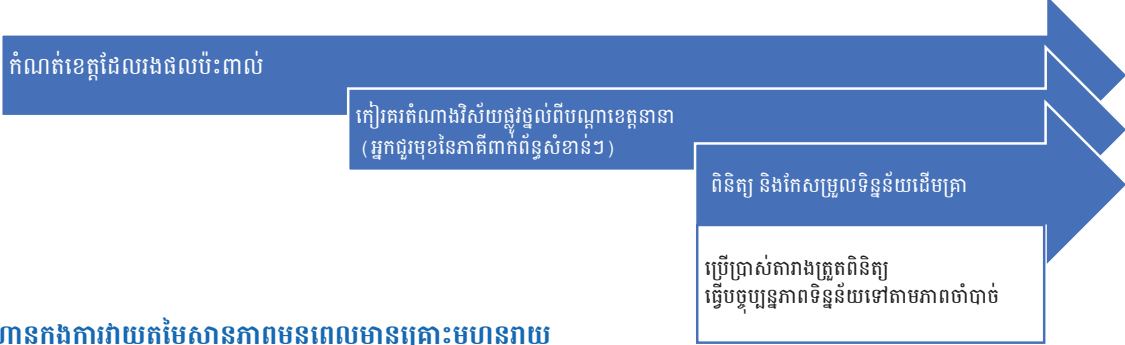 កំណត់ខេត្តដែលរងផលប៉ះពាល់
កៀរគរតំណាងវិស័យផ្លូវថ្នល់ពីបណ្តាខេត្តនានា
(អ្នកជួរមុខនៃភាគីពាក់ព័ន្ធសំខាន់ៗ)
ពិនិត្យ និងកែសម្រួលទិន្នន័យដើមគ្រា
ប្រើប្រាស់តារាងត្រួតពិនិត្យ
ធ្វើបច្ចុប្បន្នភាពទិន្នន័យទៅតាមភាពចាំបាច់